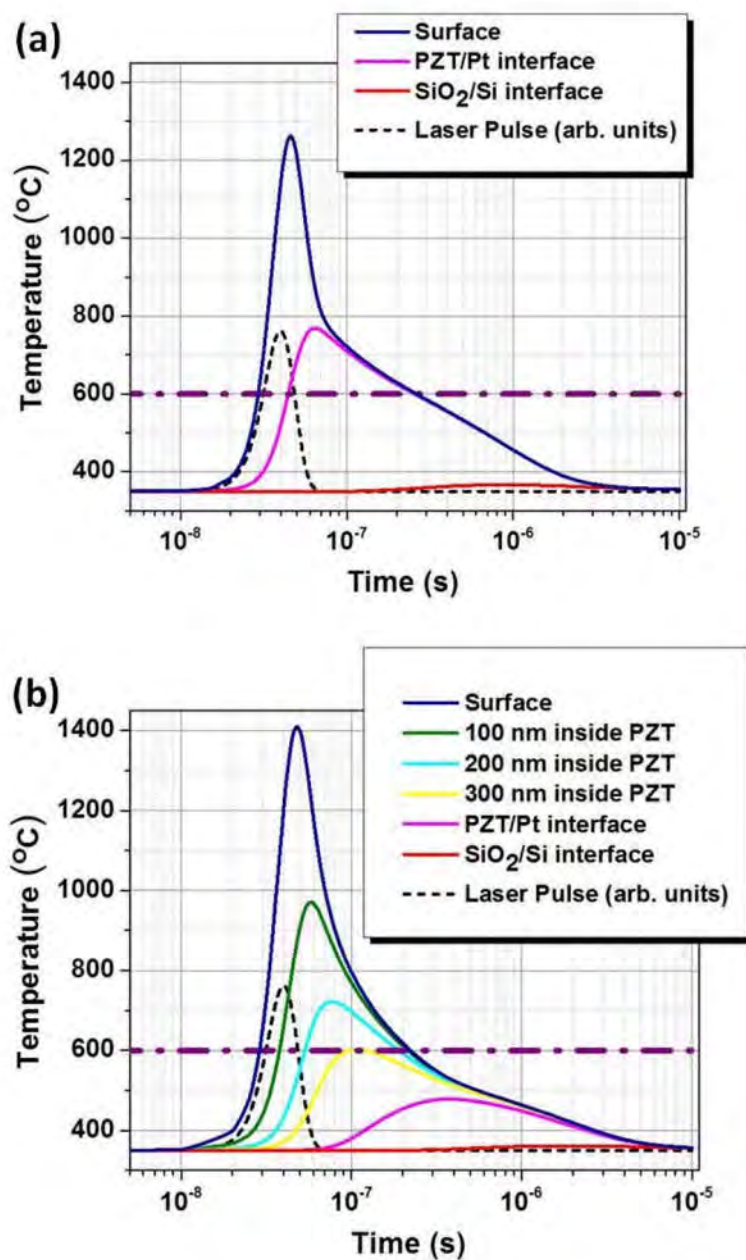 (a)
Surface
PZT/Pt interface
SiO₂/Si interface
Laser Pulse (arb. units)
1400
1200
1000
800
600
400
Temperature (°C)
10⁻⁸
10⁻⁷
10⁻⁶
10⁻⁵
Time (s)
(b)
Surface
100 nm inside PZT
200 nm inside PZT
300 nm inside PZT
PZT/Pt interface
SiO₂/Si interface
Laser Pulse (arb. units)
1400
1200
1000
800
600
400
Temperature (°C)
10⁻⁸
10⁻⁷
10⁻⁶
10⁻⁵
Time (s)